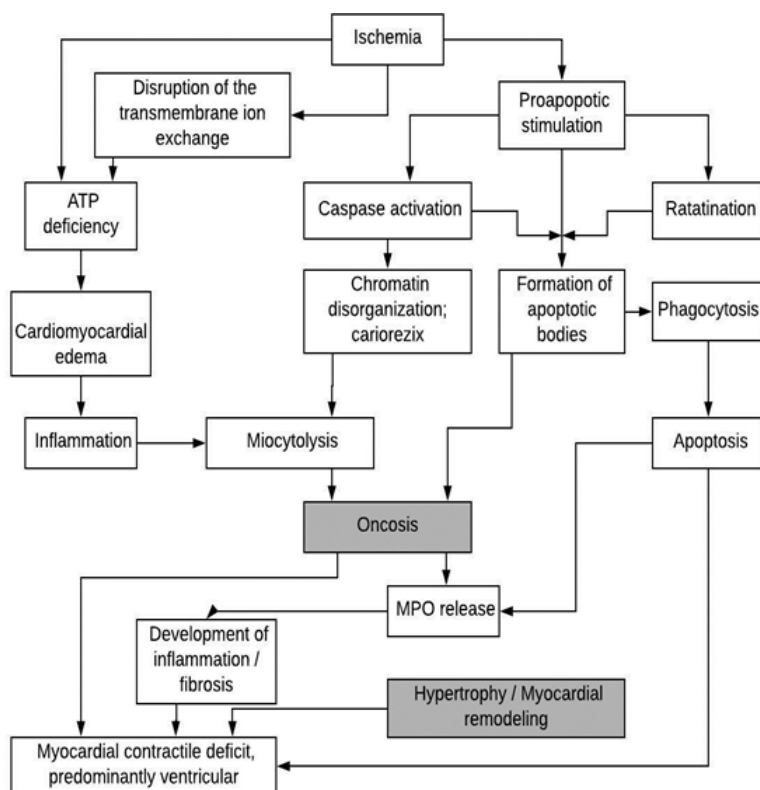 Ischemia
Disruption of the
transmembrane ion
exchange
Proapopotic
stimulation
ATP
deficiency
Caspase activation
Ratatination
Cardiomyocardial
edema
Chromatin
disorganization;
cariorezix
Formation of
apoptotic
bodies
Phagocytosis
Inflammation
Miocytolysis
Apoptosis
Oncosis
MPO release
Development of
inflammation /
fibrosis
Hypertrophy / Myocardial
remodeling
Myocardial contractile deficit,
predominantly ventricular